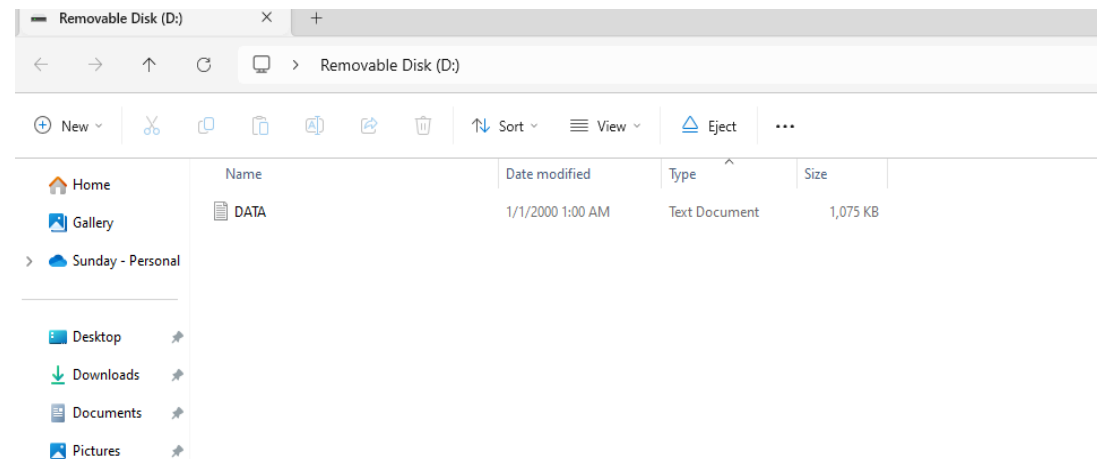 Removable Disk (D:)
Removable Disk (D:)
New Sort View Eject
Name Date modified Type Size
DATA 1/1/2000 1:00 AM Text Document 1,075 KB
Home
Gallery
Sunday - Personal
Desktop
Downloads
Documents
Pictures